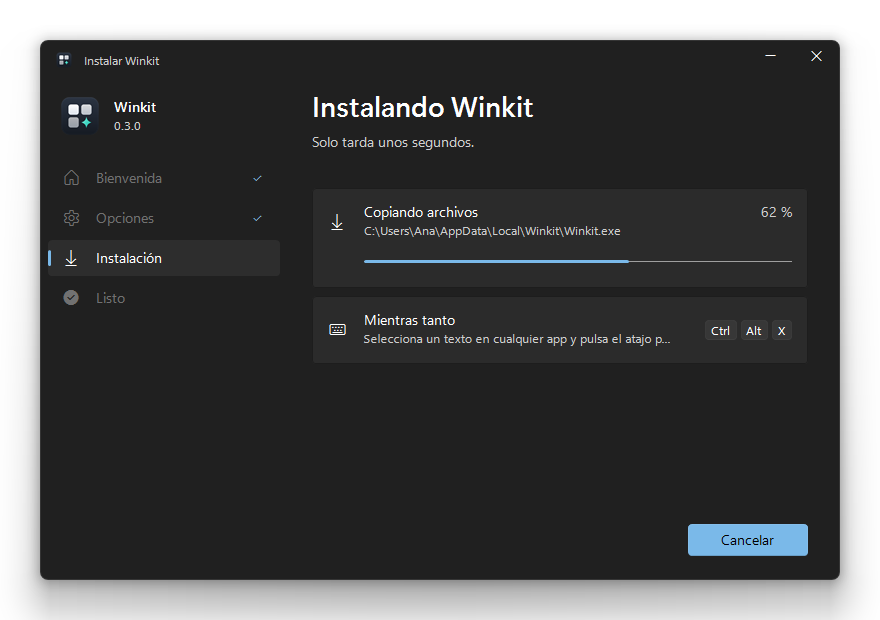 Instalar Winkit
Winkit
0.3.0
Bienvenida
Opciones
Instalación
Listo
Instalando Winkit
Solo tarda unos segundos.
Copiando archivos
62 %
C:\Users\Ana\AppData\Local\Winkit\Winkit.exe
Mientras tanto
Selecciona un texto en cualquier app y pulsa el atajo p...
Ctrl Alt X
Cancelar